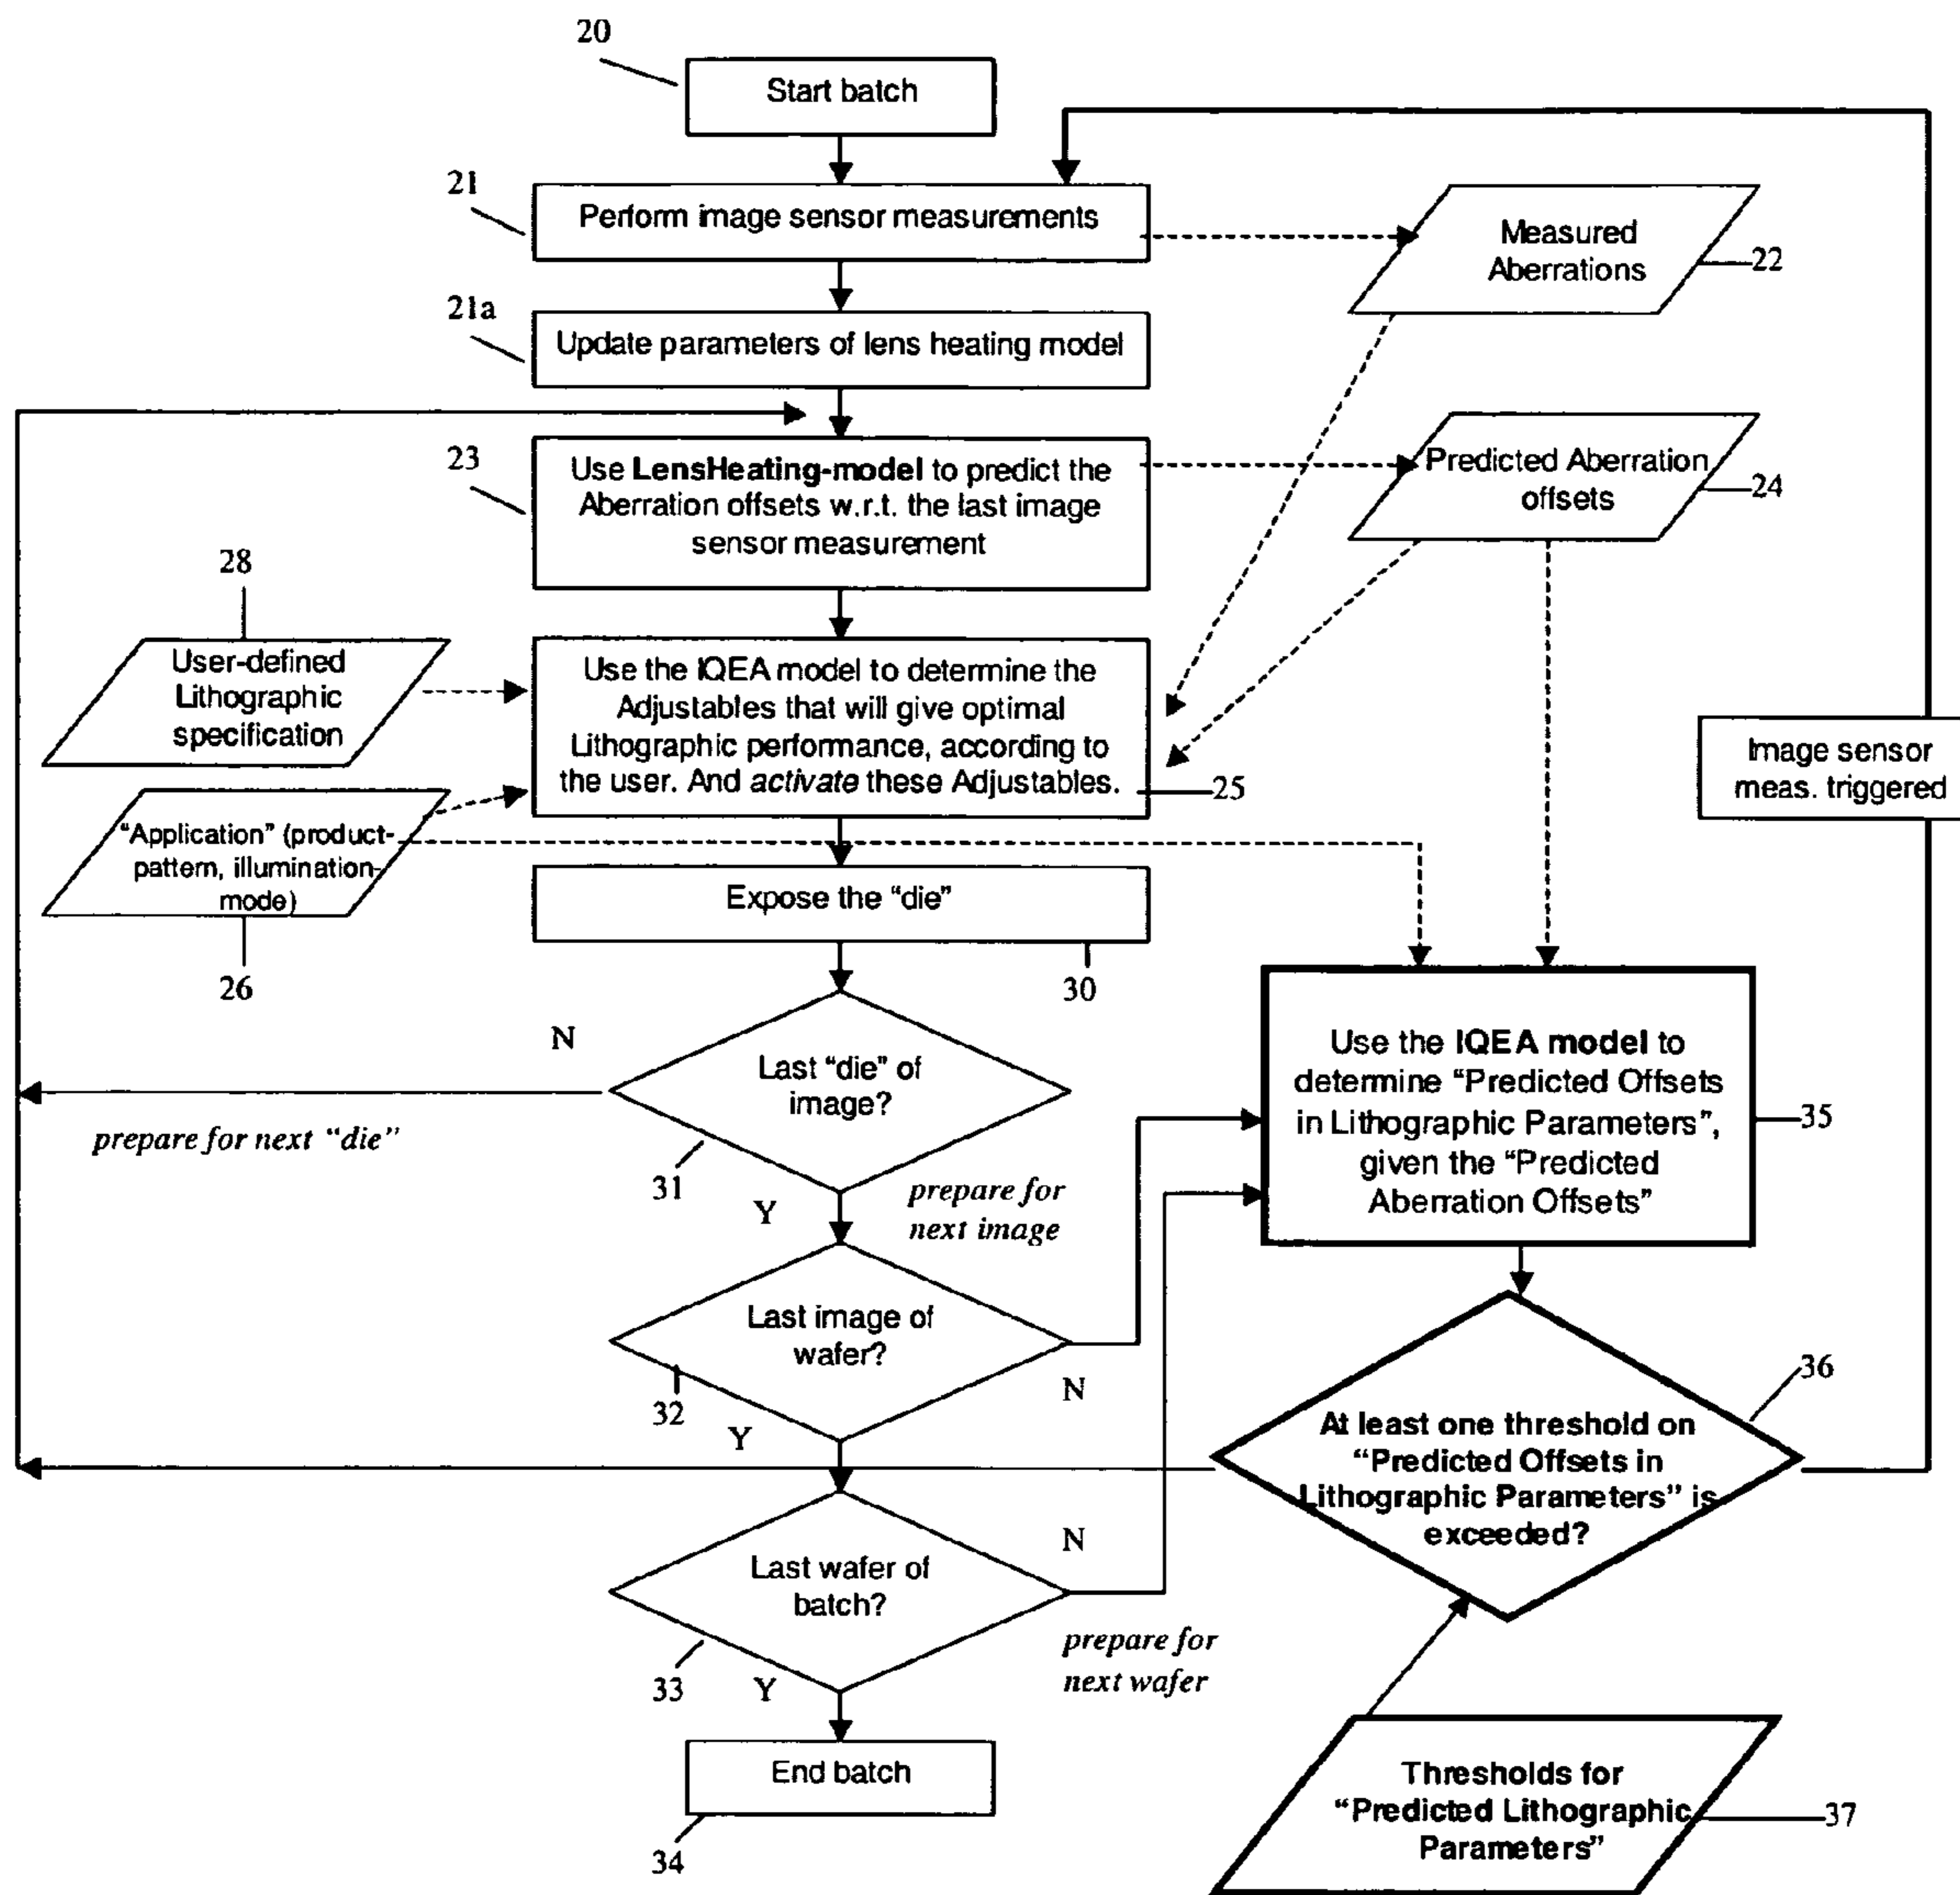 20
Start batch
21
Perform image sensor measurements
Measured
Aberrations
22
21a
Update parameters of lens heating model
23
Use LensHeating-model to predict the
Aberration offsets w.r.t. the last image
sensor measurement
Predicted Aberration
offsets
24
28
User-defined
Lithographic
specification
Use the IQEA model to determine the
Adjustables that will give optimal
Lithographic performance, according to
the user. And activate these Adjustables.
25
Image sensor
meas. triggered
"Application" (product-
pattern, illumination-
mode)
26
Expose the "die"
30
N
Last "die" of
image?
prepare for next "die"
31
Y
prepare for
next image
Use the IQEA model to
determine "Predicted Offsets
in Lithographic Parameters",
given the "Predicted
Aberration Offsets"
35
Last image of
wafer?
32
N
Y
36
At least one threshold on
"Predicted Offsets in
Lithographic Parameters" is
exceeded?
Last wafer of
batch?
N
33
Y
prepare for
next wafer
End batch
34
Thresholds for
"Predicted Lithographic
Parameters"
37